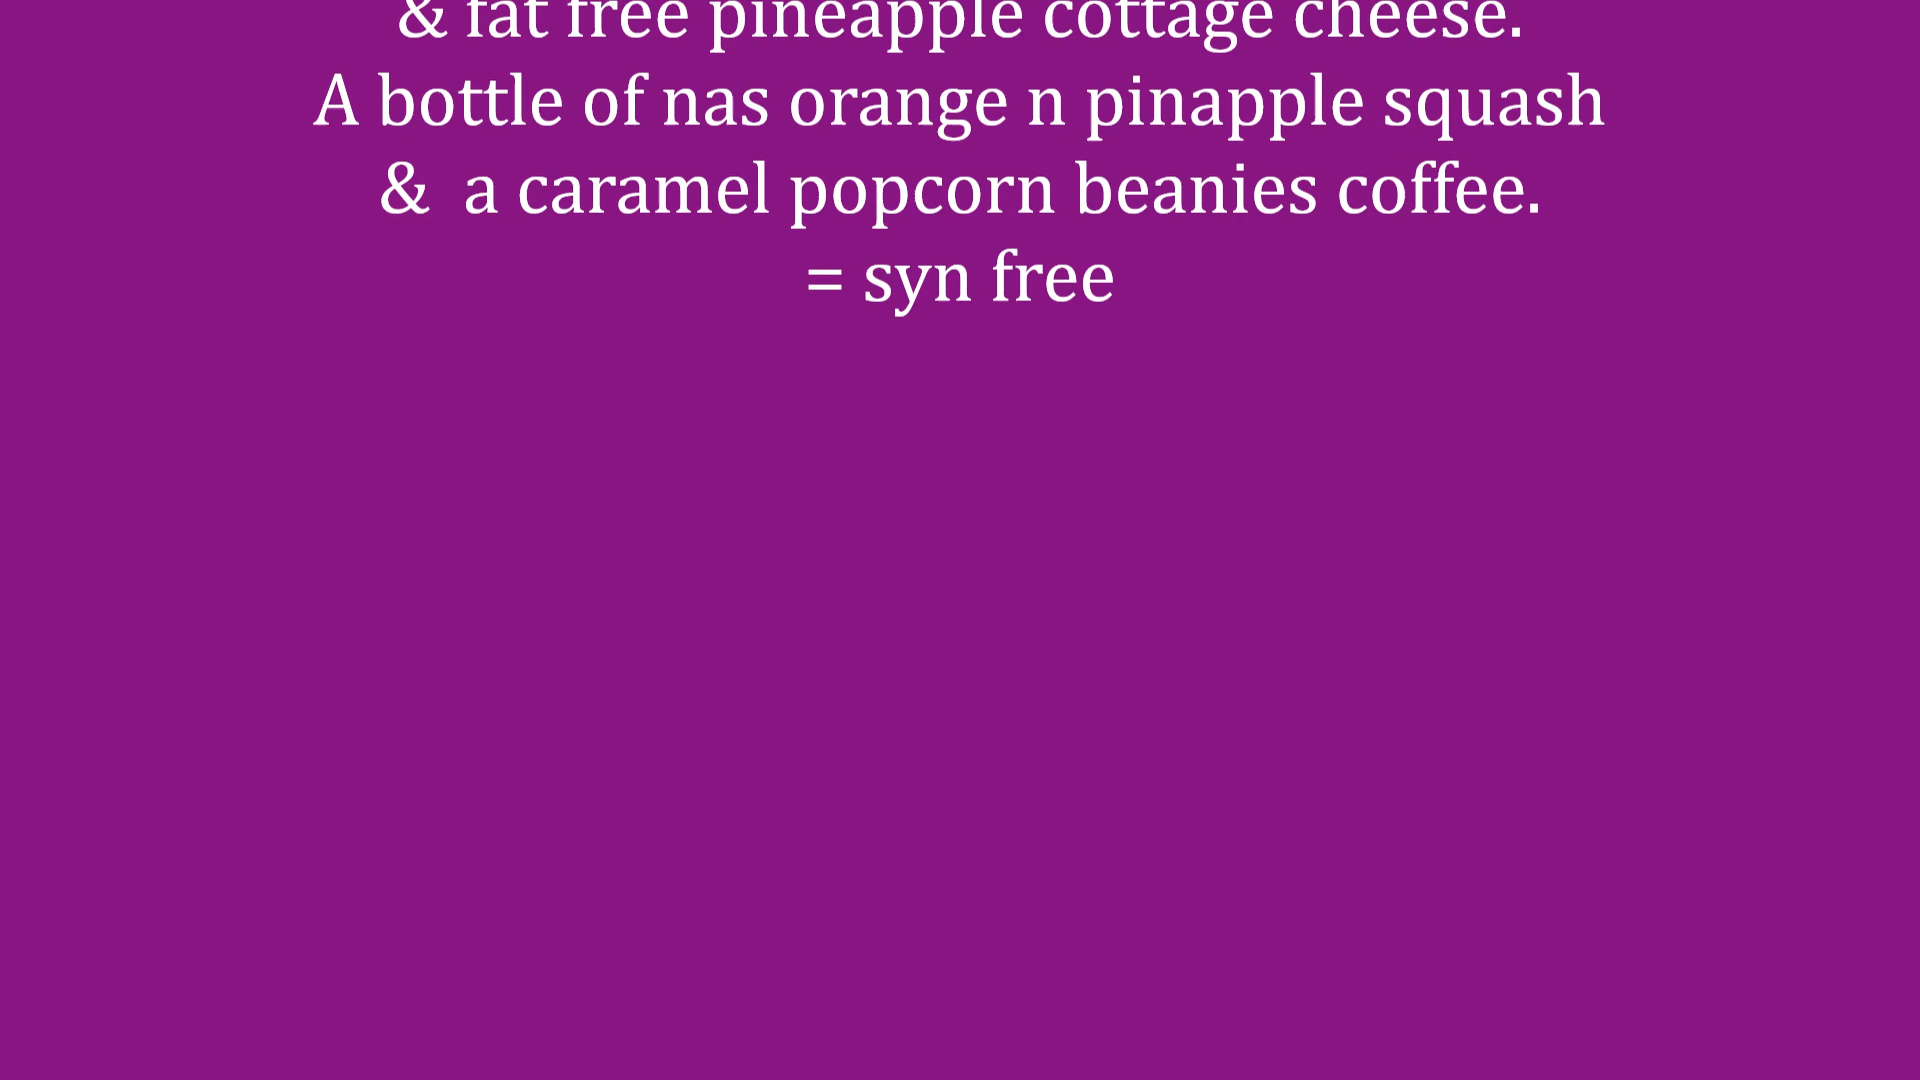 & fat free pineapple cottage cheese.
A bottle of nas orange n pinapple squash
& a caramel popcorn beanies coffee.
= syn free